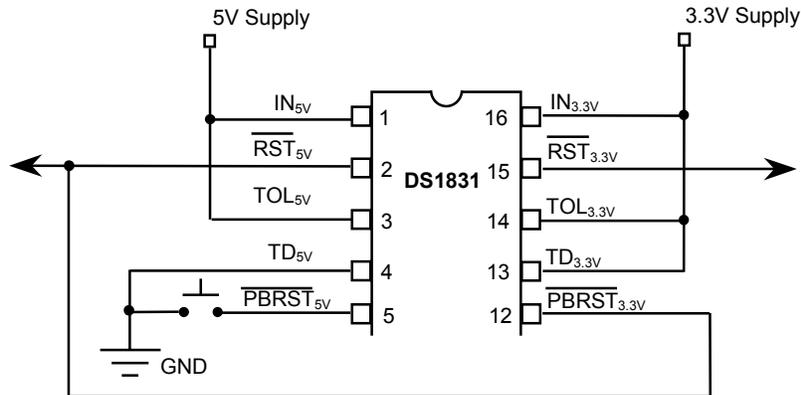 5V Supply
3.3V Supply
IN5V
1
16
IN3.3V
RST5V
2
15
RST3.3V
DS1831
TOL5V
3
14
TOL3.3V
TD5V
4
13
TD3.3V
PBRST5V
5
12
PBRST3.3V
GND